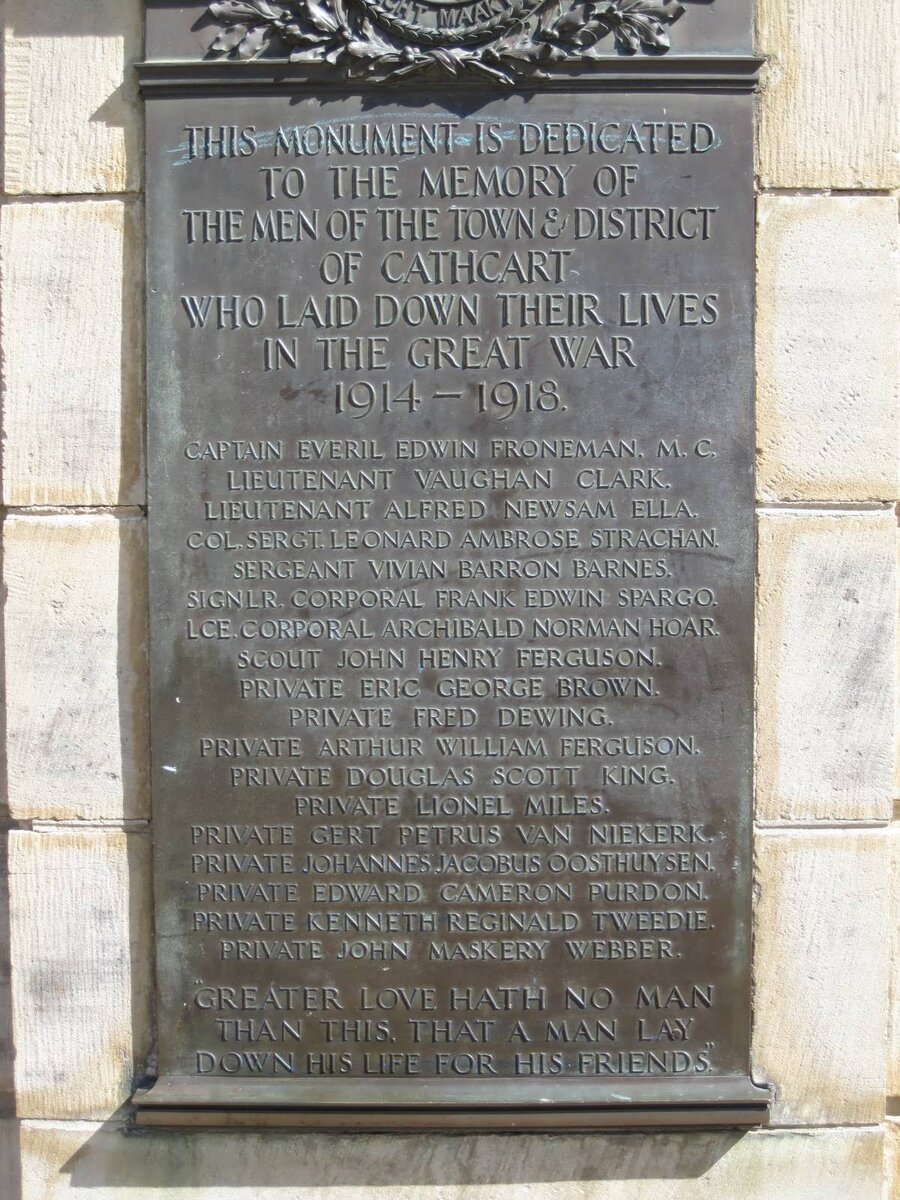 MAAKT
THIS MONUMENT IS DEDICATED
TO THE MEMORY OF
THE MEN OF THE TOWN & DISTRICT
OF CATHCART
WHO LAID DOWN THEIR LIVES
IN THE GREAT WAR
1914 – 1918.
CAPTAIN EVERIL EDWIN FRONEMAN. M. C.
LIEUTENANT VAUGHAN CLARK.
LIEUTENANT ALFRED NEWSAM ELLA.
COL. SERGT. LEONARD AMBROSE STRACHAN.
SERGEANT VIVIAN BARRON BARNES.
SIGNLR. CORPORAL FRANK EDWIN SPARGO.
LCE. CORPORAL ARCHIBALD NORMAN HOAR.
SCOUT JOHN HENRY FERGUSON.
PRIVATE ERIC GEORGE BROWN.
PRIVATE FRED DEWING.
PRIVATE ARTHUR WILLIAM FERGUSON.
PRIVATE DOUGLAS SCOTT KING.
PRIVATE LIONEL MILES.
PRIVATE GERT PETRUS VAN NIEKERK.
PRIVATE JOHANNES JACOBUS OOSTHUYSEN.
PRIVATE EDWARD CAMERON PURDON.
PRIVATE KENNETH REGINALD TWEEDIE.
PRIVATE JOHN MASKERY WEBBER.
"GREATER LOVE HATH NO MAN
THAN THIS, THAT A MAN LAY
DOWN HIS LIFE FOR HIS FRIENDS."